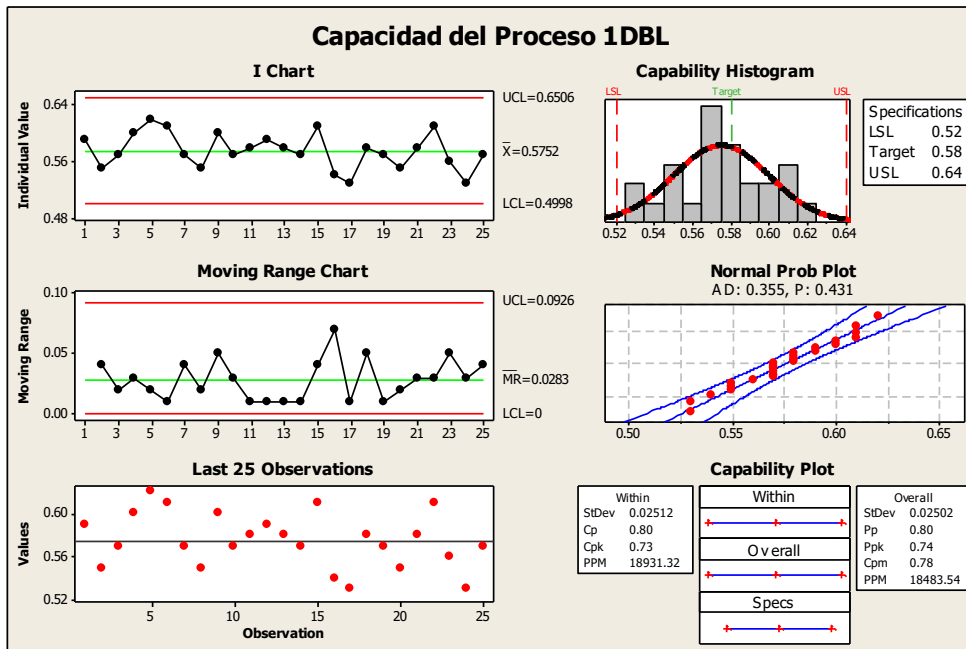 Capacidad del Proceso 1DBL
I Chart
Individual Value
0.64
0.56
0.48
1 3 5 7 9 11 13 15 17 19 21 23 25
UCL=0.6506
X=0.5752
LCL=0.4998
Capability Histogram
LSL Target USL
0.52 0.54 0.56 0.58 0.60 0.62 0.64
Specifications
LSL 0.52
Target 0.58
USL 0.64
Moving Range Chart
Moving Range
0.10
0.05
0.00
1 3 5 7 9 11 13 15 17 19 21 23 25
UCL=0.0926
MR=0.0283
LCL=0
Normal Prob Plot
AD: 0.355, P: 0.431
0.50 0.55 0.60 0.65
Last 25 Observations
Values
0.60
0.56
0.52
5 10 15 20 25
Observation
Capability Plot
Within
StDev 0.02512
Cp 0.80
Cpk 0.73
PPM 18931.32
Within
Overall
Specs
Overall
StDev 0.02502
Pp 0.80
Ppk 0.74
Cpm 0.78
PPM 18483.54